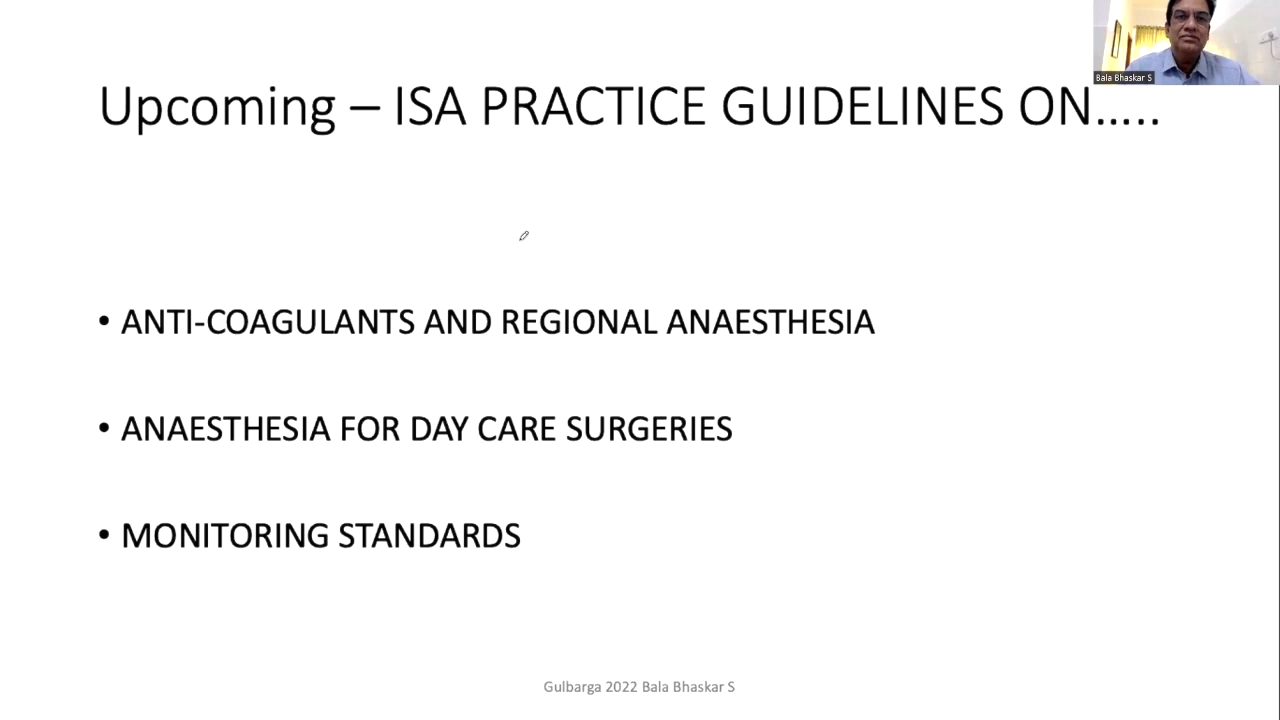 Bala Bhaskar S
Upcoming – ISA PRACTICE GUIDELINES ON.....
• ANTI-COAGULANTS AND REGIONAL ANAESTHESIA
• ANAESTHESIA FOR DAY CARE SURGERIES
• MONITORING STANDARDS
Gulbarga 2022 Bala Bhaskar S